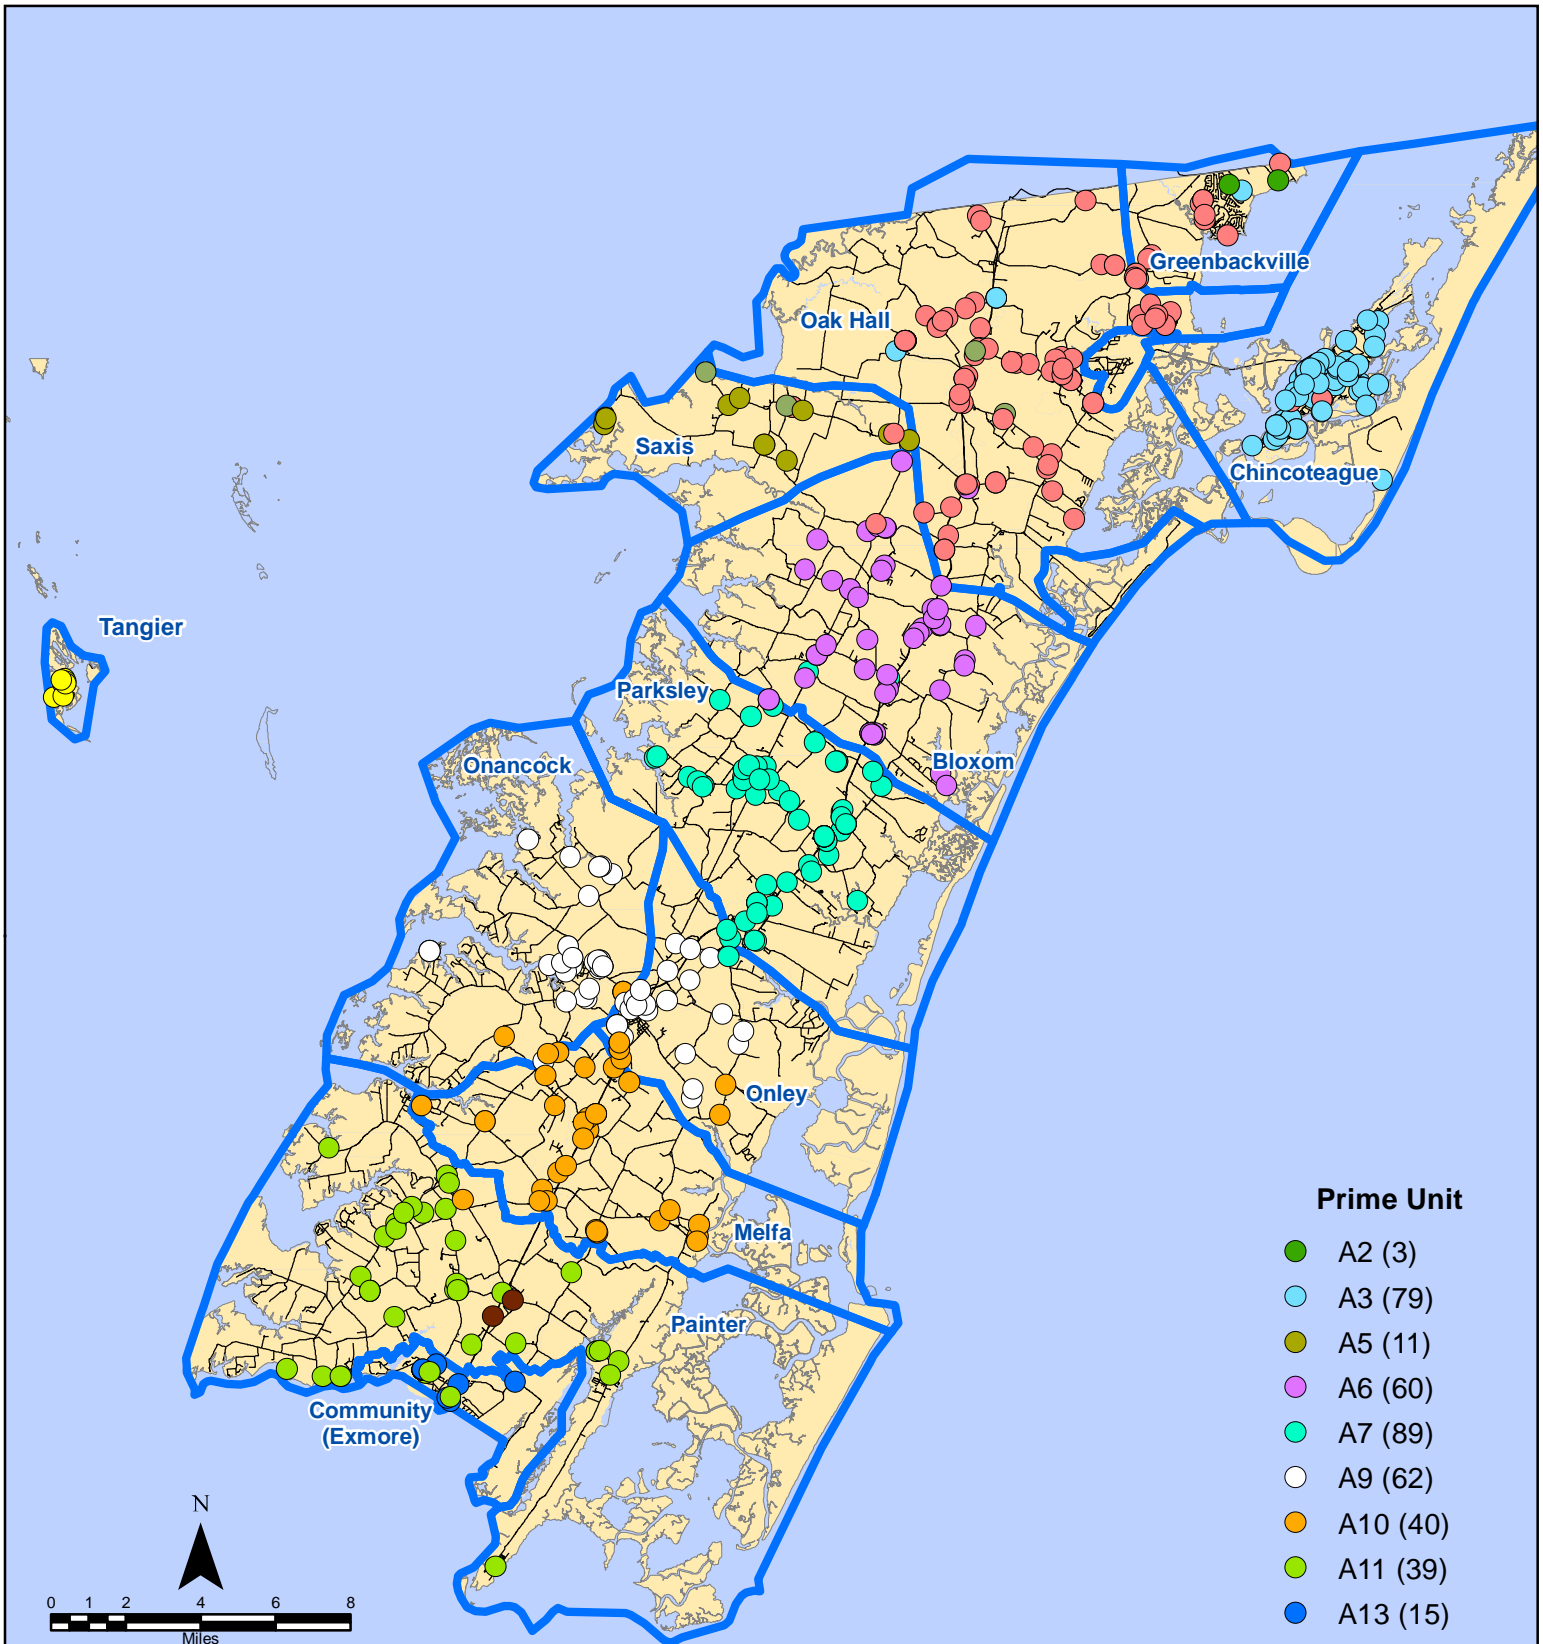 Greenbackville
Oak Hall
Saxis
Chincoteague
Tangier
Parksley
Bloxom
Onancock
Onley
Melfa
Painter
Community
(Exmore)
Prime Unit
A2 (3)
A3 (79)
A5 (11)
A6 (60)
A7 (89)
A9 (62)
A10 (40)
A11 (39)
A13 (15)
N
0 1 2 4 6 8
Miles